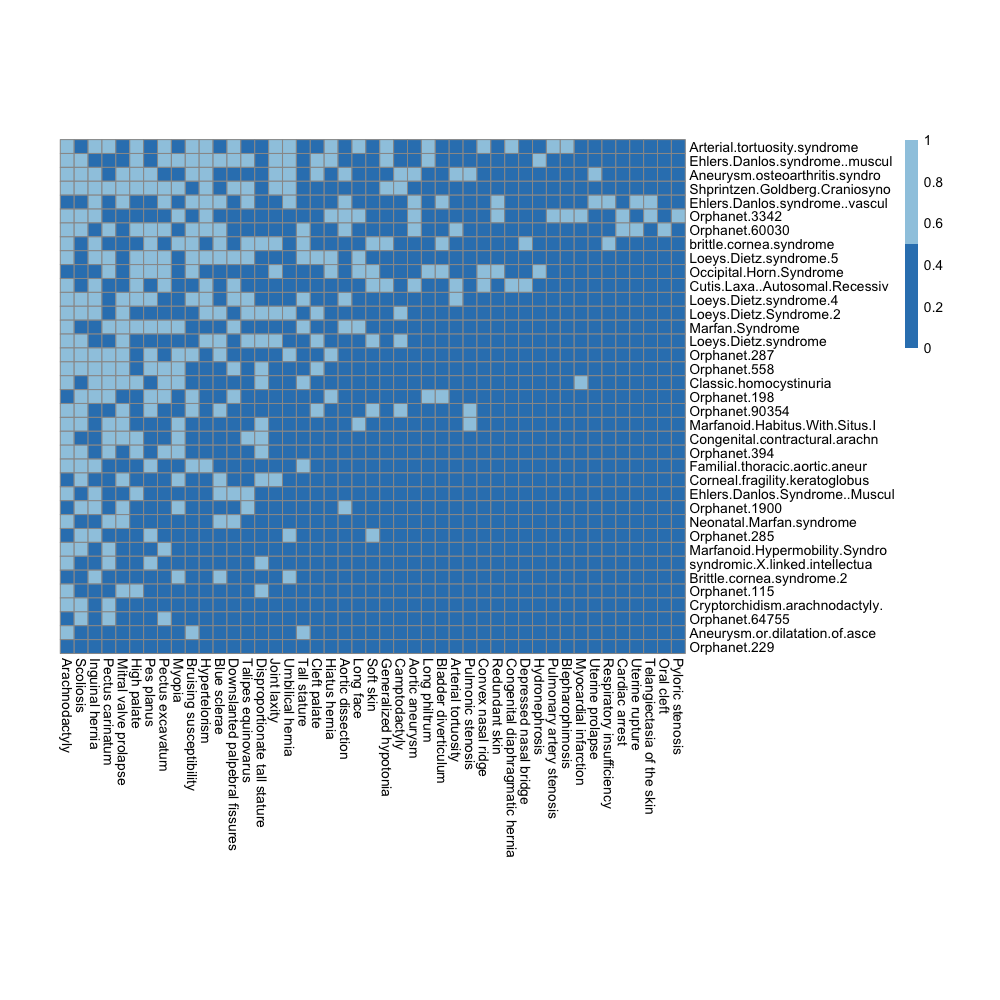 Arterial.tortuosity.syndrome
Ehlers.Danlos.syndrome..muscul
Aneurysm.osteoarthritis.syndro
Shprintzen.Goldberg.Craniosyno
Ehlers.Danlos.syndrome..vascul
Orphanet.3342
Orphanet.60030
brittle.cornea.syndrome
Loeys.Dietz.syndrome.5
Occipital.Horn.Syndrome
Cutis.Laxa..Autosomal.Recessiv
Loeys.Dietz.syndrome.4
Loeys.Dietz.Syndrome.2
Marfan.Syndrome
Loeys.Dietz.syndrome
Orphanet.287
Orphanet.558
Classic.homocystinuria
Orphanet.198
Orphanet.90354
Marfanoid.Habitus.With.Situs.I
Congenital.contractural.arachn
Orphanet.394
Familial.thoracic.aortic.aneur
Corneal.fragility.keratoglobus
Ehlers.Danlos.Syndrome..Muscul
Orphanet.1900
Neonatal.Marfan.syndrome
Orphanet.285
Marfanoid.Hypermobility.Syndro
syndromic.X.linked.intellectua
Brittle.cornea.syndrome.2
Orphanet.115
Cryptorchidism.arachnodactyly.
Orphanet.64755
Aneurysm.or.dilatation.of.asce
Orphanet.229
1
0.8
0.6
0.4
0.2
0
Arachnodactyly
Scoliosis
Inguinal hernia
Pectus carinatum
Mitral valve prolapse
High palate
Pes planus
Pectus excavatum
Myopia
Bruising susceptibility
Hypertelorism
Blue sclerae
Downslanted palpebral fissures
Talipes equinovarus
Disproportionate tall stature
Joint laxity
Umbilical hernia
Tall stature
Cleft palate
Hiatus hernia
Aortic dissection
Long face
Soft skin
Generalized hypotonia
Camptodactyly
Aortic aneurysm
Long philtrum
Bladder diverticulum
Arterial tortuosity
Pulmonic stenosis
Convex nasal ridge
Redundant skin
Congenital diaphragmatic hernia
Depressed nasal bridge
Hydronephrosis
Pulmonary artery stenosis
Blepharophimosis
Myocardial infarction
Uterine prolapse
Respiratory insufficiency
Cardiac arrest
Uterine rupture
Telangiectasia of the skin
Oral cleft
Pyloric stenosis